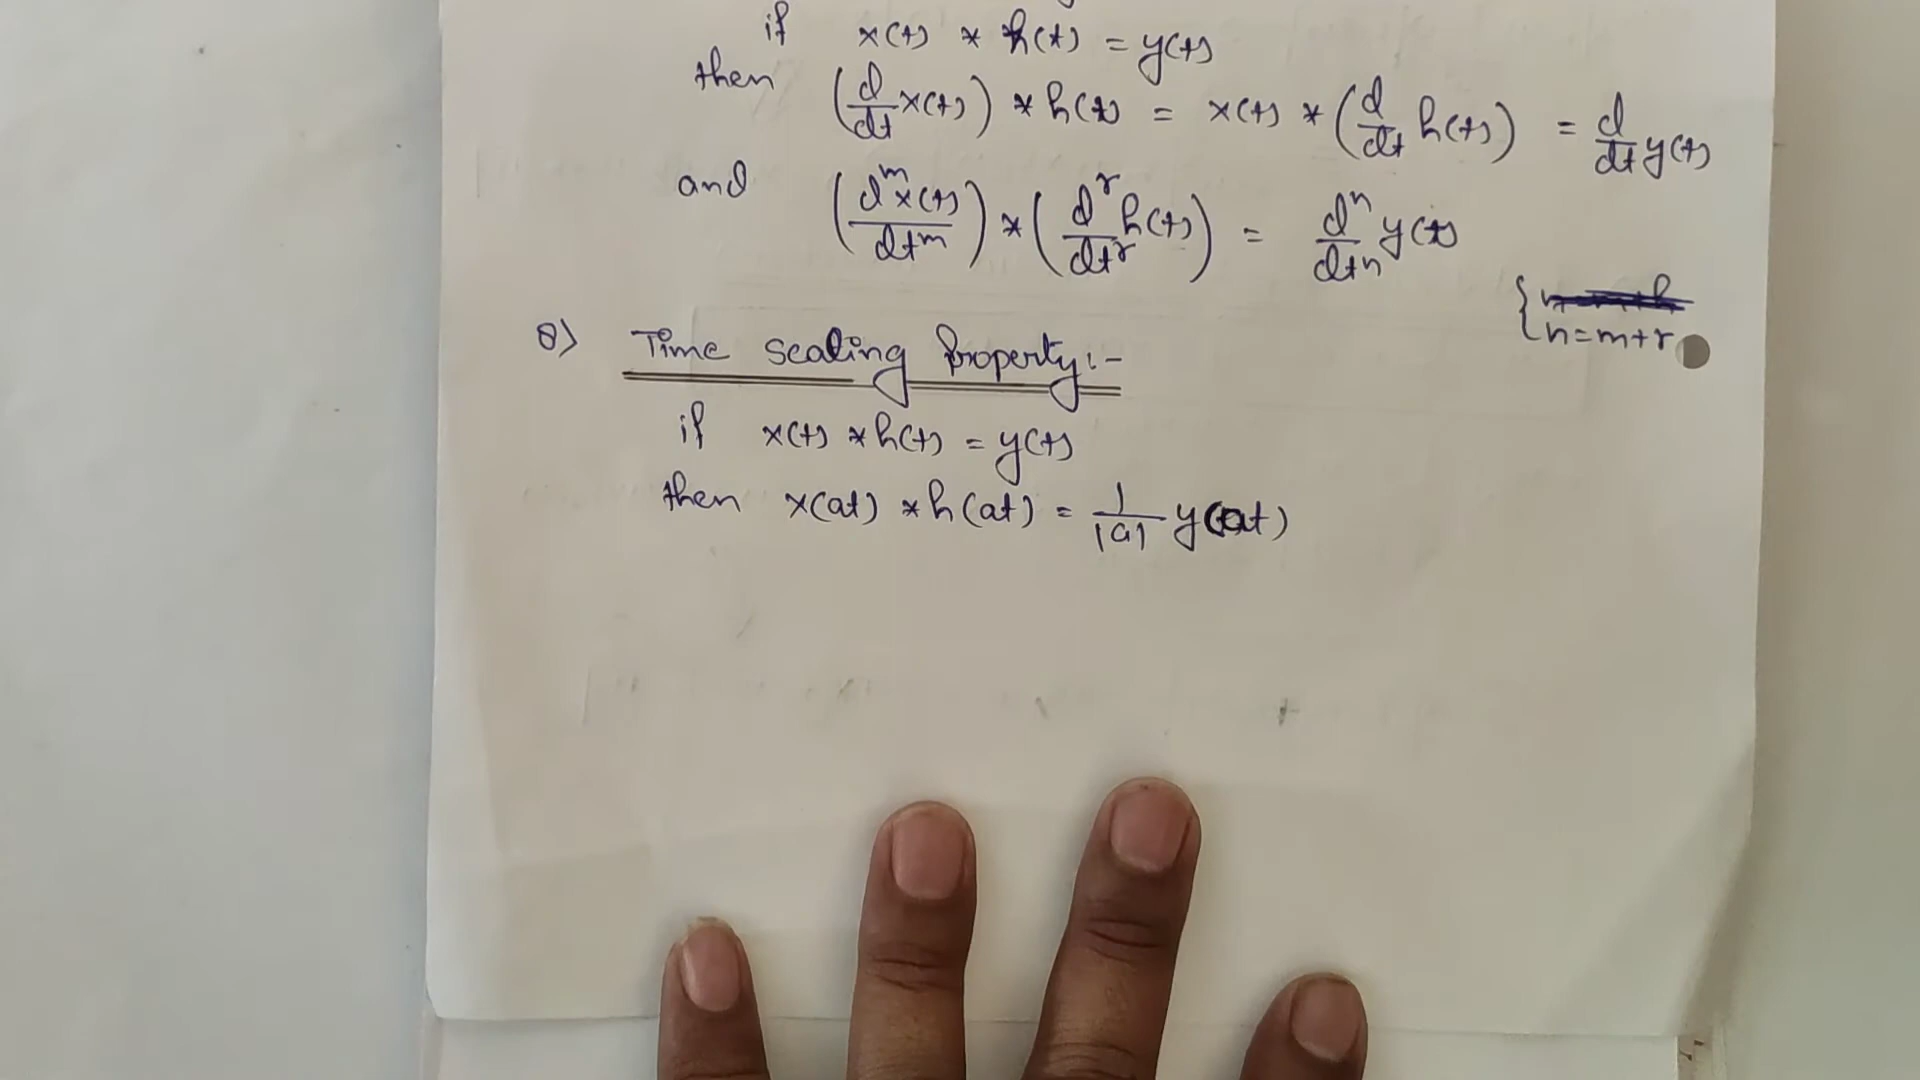 if x(t) * h(t) = y(t)
then (d/dt x(t)) * h(t) = x(t) * (d/dt h(t)) = d/dt y(t)
and (d^m x(t)/dt^m) * (d^r/dt^r h(t)) = d^n/dt^n y(t)
{n=m+r
8) Time scaling Property:-
if x(t) * h(t) = y(t)
then x(at) * h(at) = 1/|a| y(at)